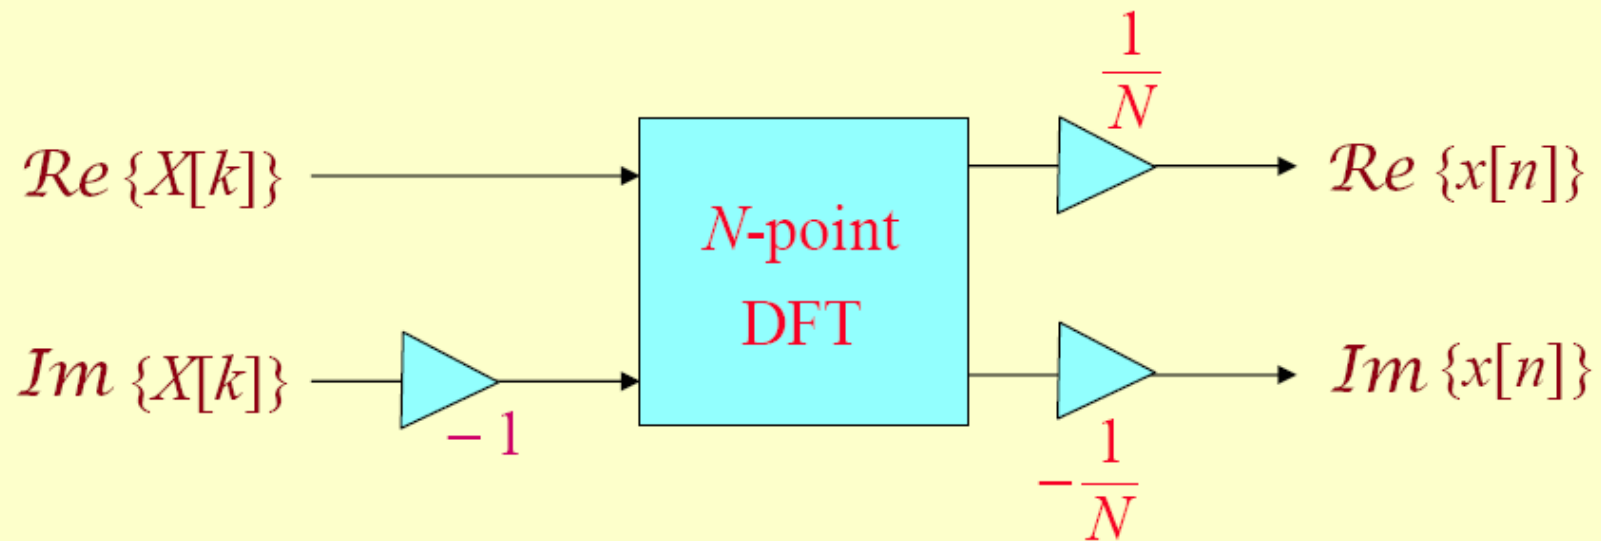 1/N
Re {X[k]}
N-point
DFT
Re {x[n]}
Im {X[k]}
− 1
Im {x[n]}
−1/N